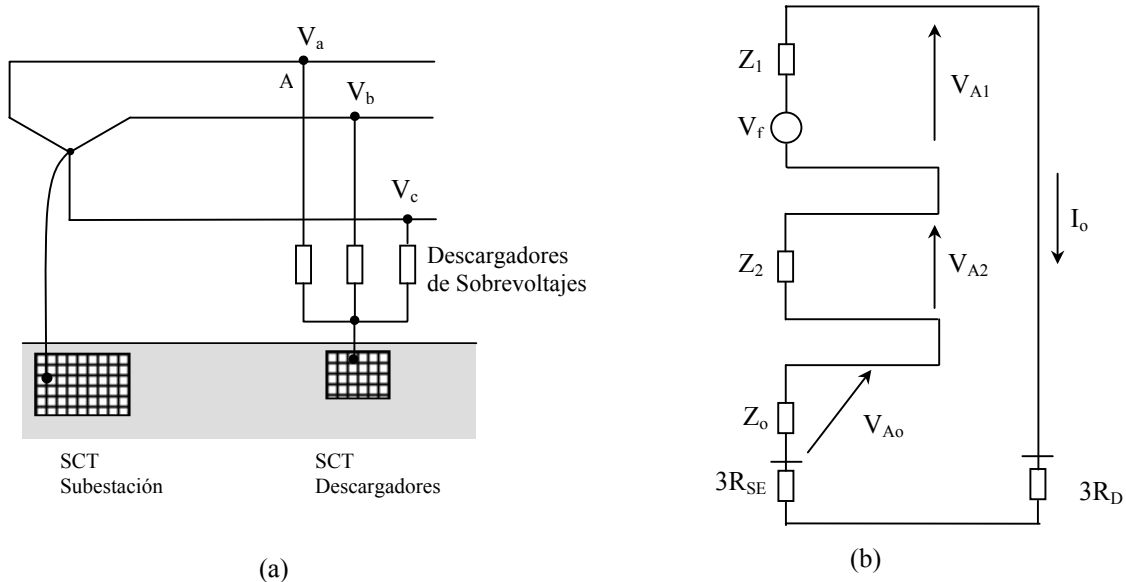 V_a
A
V_b
V_c
Descargadores
de Sobrevoltajes
SCT
Subestación
SCT
Descargadores
(a)
Z_1
V_A1
V_f
I_o
Z_2
V_A2
Z_o
V_Ao
3R_SE
3R_D
(b)